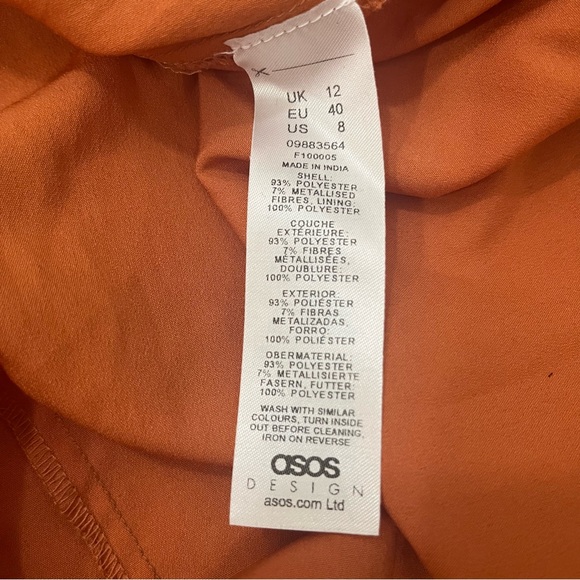 UK 12
EU 40
US 8
09883564
F100005
MADE IN INDIA
SHELL:
93% POLYESTER
7% METALLISED
FIBRES, LINING:
100% POLYESTER
COUCHE
EXTÉRIEURE:
93% POLYESTER
7% FIBRES
MÉTALLISÉES,
DOUBLURE:
100% POLYESTER
EXTERIOR:
93% POLIÉSTER
7% FIBRAS
METALIZADAS,
FORRO:
100% POLIÉSTER
OBERMATERIAL:
93% POLYESTER
7% METALLISIERTE
FASERN, FUTTER:
100% POLYESTER
WASH WITH SIMILAR
COLOURS, TURN INSIDE
OUT BEFORE CLEANING,
IRON ON REVERSE
asos
DESIGN
asos.com Ltd